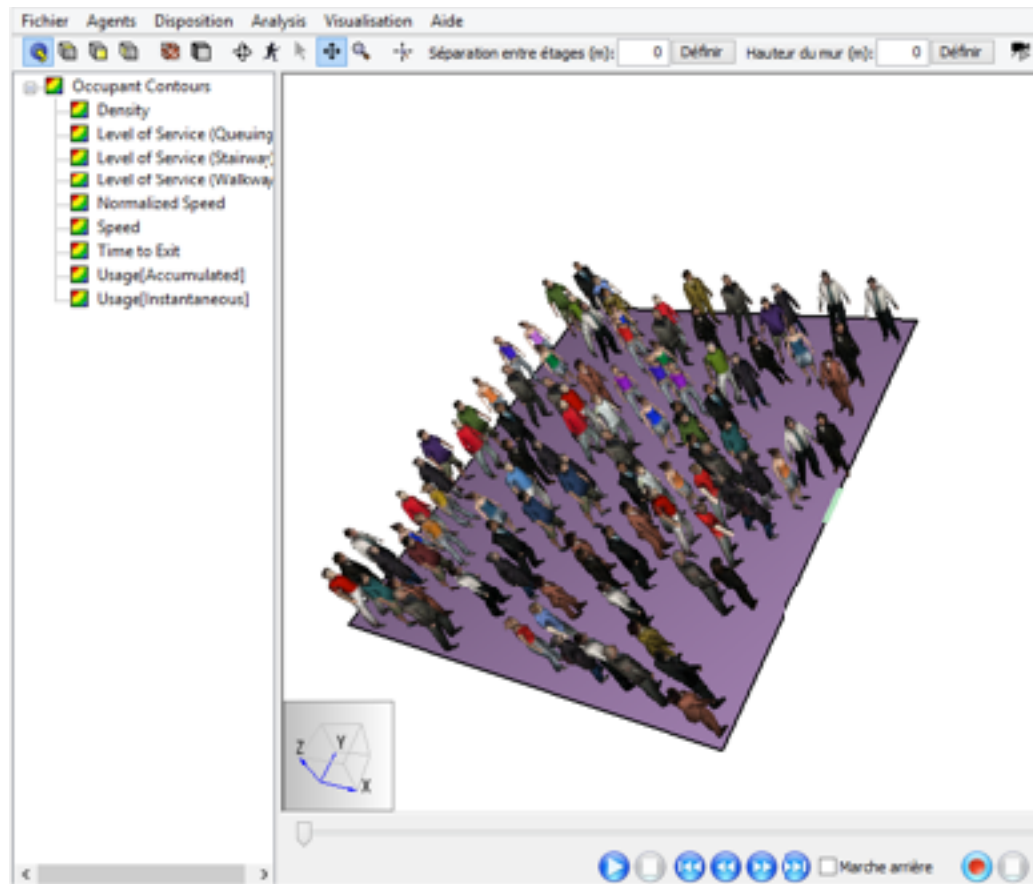 Fichier Agents Disposition Analysis Visualisation Aide
Séparation entre étages (m): 0 Définir Hauteur du mur (m): 0 Définir
Occupant Contours
Density
Level of Service (Queuing
Level of Service (Stairway)
Level of Service (Walkway
Normalized Speed
Speed
Time to Exit
Usage[Accumulated]
Usage[Instantaneous]
Z Y X
Marche arrière